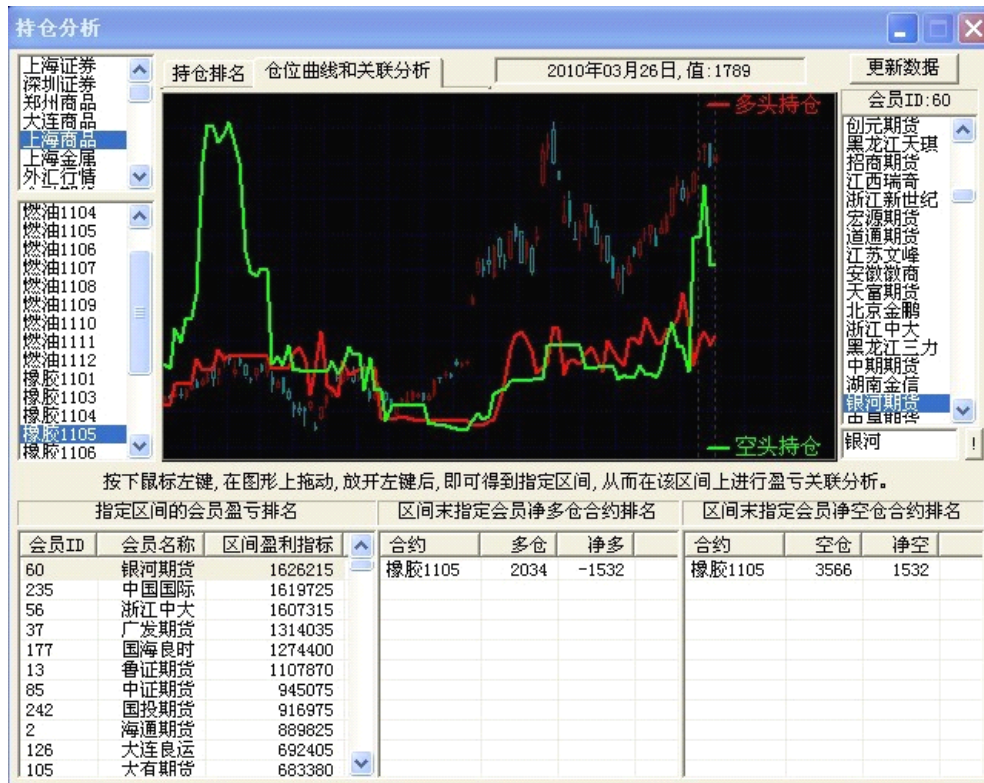 持仓分析
持仓排名 仓位曲线和关联分析 2010年03月26日,值:1789 更新数据
上海证券
深圳证券
郑州商品
大连商品
上海商品
上海金属
外汇行情
燃油1104
燃油1105
燃油1106
燃油1107
燃油1108
燃油1109
燃油1110
燃油1111
燃油1112
橡胶1101
橡胶1103
橡胶1104
橡胶1105
橡胶1106
多头持仓
空头持仓
会员ID:60
创元期货
黑龙江天琪
招商期货
江西瑞奇
浙江新世纪
宏源期货
道通期货
江苏文峰
安徽徽商
天富期货
北京金鹏
浙江中大
黑龙江三力
中期期货
湖南金信
银河期货
银河 !
按下鼠标左键,在图形上拖动,放开左键后,即可得到指定区间,从而在该区间上进行盈亏关联分析。
指定区间的会员盈亏排名
会员ID 会员名称 区间盈利指标
60 银河期货 1626215
235 中国国际 1619725
56 浙江中大 1607315
37 广发期货 1314035
177 国海良时 1274400
13 鲁证期货 1107870
85 中证期货 945075
242 国投期货 916975
2 海通期货 889825
126 大连良运 692405
105 大有期货 683380
区间末指定会员净多仓合约排名
合约 多仓 净多
橡胶1105 2034 -1532
区间末指定会员净空仓合约排名
合约 空仓 净空
橡胶1105 3566 1532